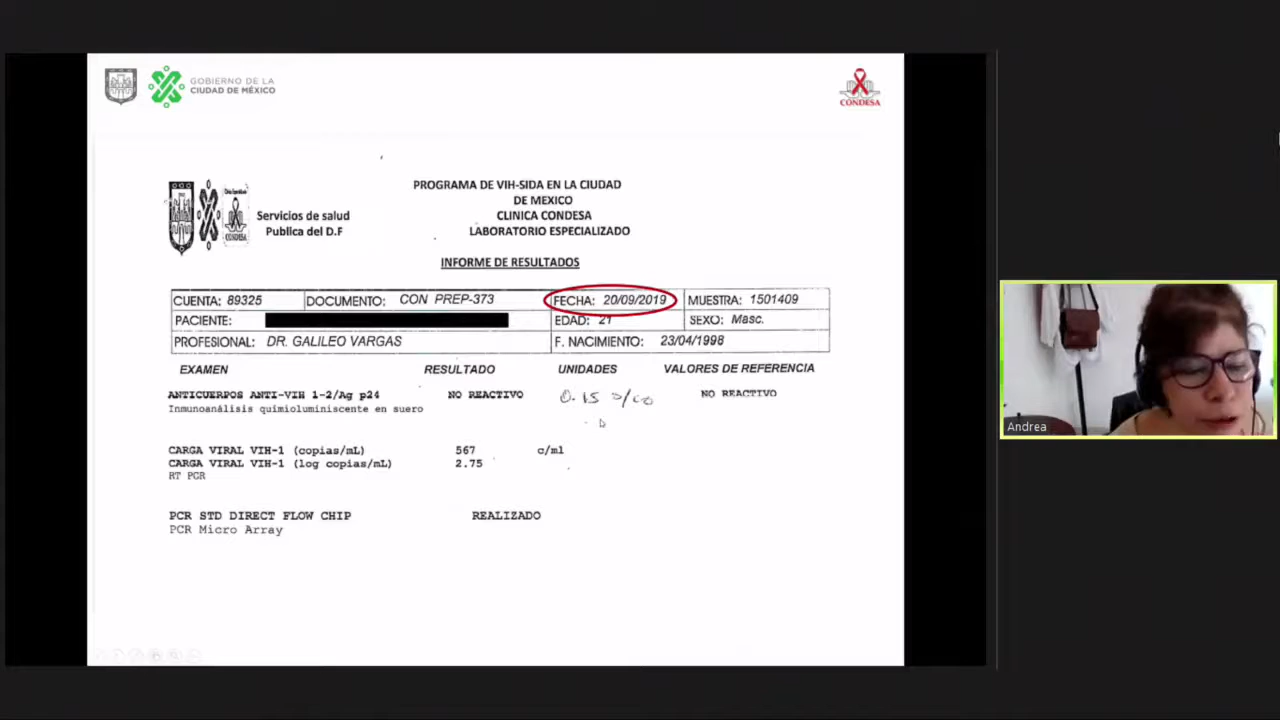 GOBIERNO DE LA
CIUDAD DE MÉXICO
CONDESA
Servicios de salud
Publica del D.F
PROGRAMA DE VIH-SIDA EN LA CIUDAD
DE MEXICO
CLINICA CONDESA
LABORATORIO ESPECIALIZADO
INFORME DE RESULTADOS
CUENTA: 89325 DOCUMENTO: CON PREP-373 FECHA: 20/09/2019 MUESTRA: 1501409
PACIENTE: EDAD: 21 SEXO: Masc.
PROFESIONAL: DR. GALILEO VARGAS F. NACIMIENTO: 23/04/1998
EXAMEN RESULTADO UNIDADES VALORES DE REFERENCIA
ANTICUERPOS ANTI-VIH 1-2/Ag p24 NO REACTIVO 0.15 NO REACTIVO
Inmunoanálisis quimioluminiscente en suero
CARGA VIRAL VIH-1 (copias/mL) 567 c/ml
CARGA VIRAL VIH-1 (log copias/mL) 2.75
RT PCR
PCR STD DIRECT FLOW CHIP REALIZADO
PCR Micro Array
Andrea